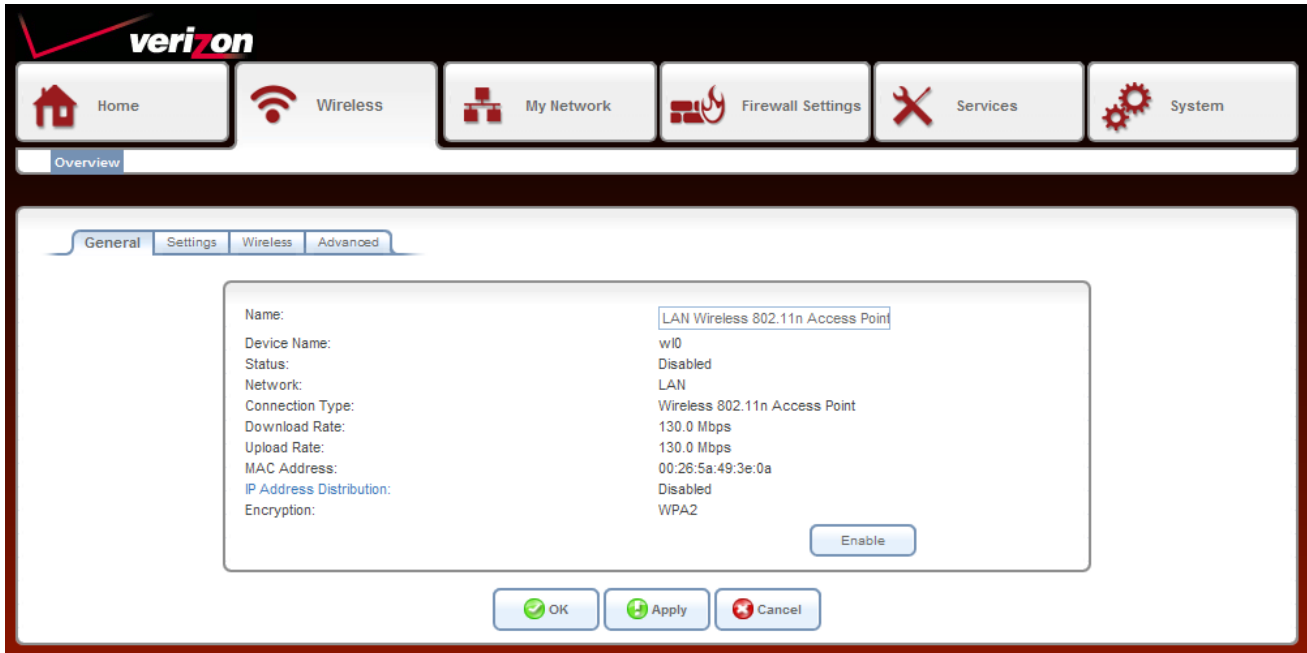 verizon
Home Wireless My Network Firewall Settings Services System
Overview
General Settings Wireless Advanced
Name: LAN Wireless 802.11n Access Point
Device Name: wl0
Status: Disabled
Network: LAN
Connection Type: Wireless 802.11n Access Point
Download Rate: 130.0 Mbps
Upload Rate: 130.0 Mbps
MAC Address: 00:26:5a:49:3e:0a
IP Address Distribution: Disabled
Encryption: WPA2
Enable
OK Apply Cancel